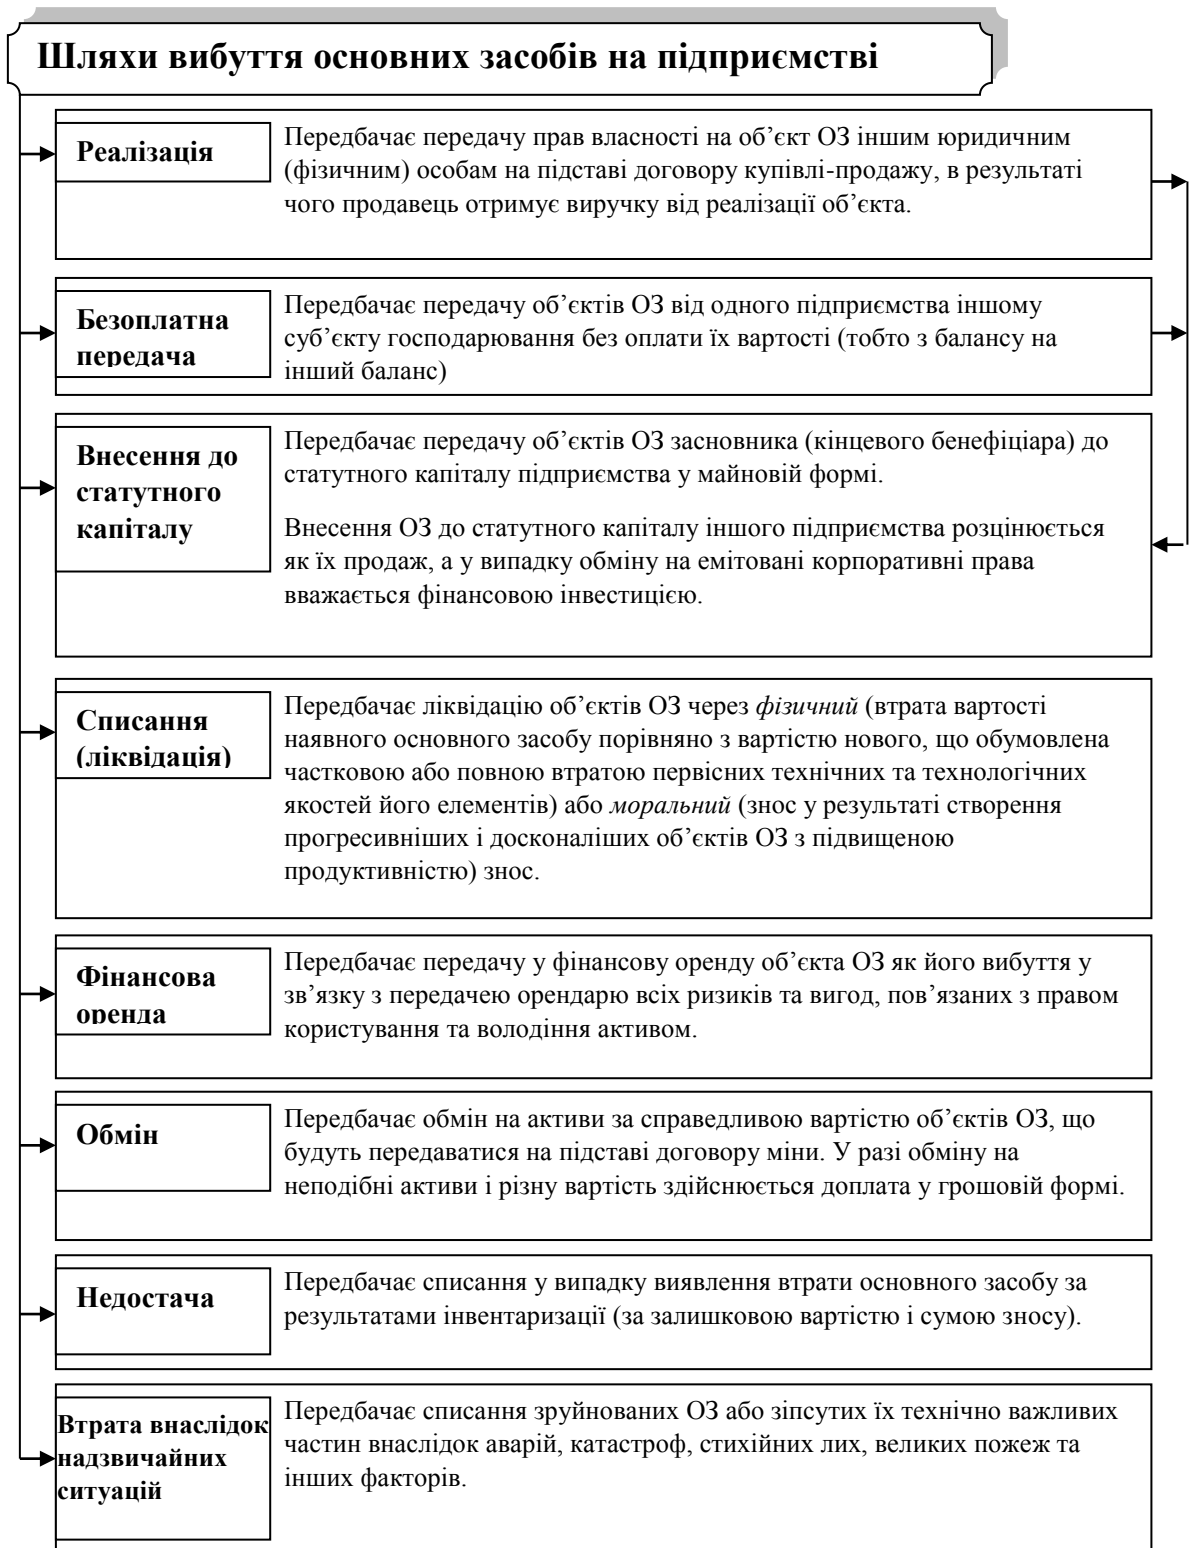 Шляхи вибуття основних засобів на підприємстві
Реалізація
Передбачає передачу прав власності на об’єкт ОЗ іншим юридичним
(фізичним) особам на підставі договору купівлі-продажу, в результаті
чого продавець отримує виручку від реалізації об’єкта.
Безоплатна
передача
Передбачає передачу об’єктів ОЗ від одного підприємства іншому
суб’єкту господарювання без оплати їх вартості (тобто з балансу на
інший баланс)
Внесення до
статутного
капіталу
Передбачає передачу об’єктів ОЗ засновника (кінцевого бенефіціара) до
статутного капіталу підприємства у майновій формі.
Внесення ОЗ до статутного капіталу іншого підприємства розцінюється
як їх продаж, а у випадку обміну на емітовані корпоративні права
вважається фінансовою інвестицією.
Списання
(ліквідація)
Передбачає ліквідацію об’єктів ОЗ через фізичний (втрата вартості
наявного основного засобу порівняно з вартістю нового, що обумовлена
частковою або повною втратою первісних технічних та технологічних
якостей його елементів) або моральний (знос у результаті створення
прогресивніших і досконаліших об’єктів ОЗ з підвищеною
продуктивністю) знос.
Фінансова
оренда
Передбачає передачу у фінансову оренду об’єкта ОЗ як його вибуття у
зв’язку з передачею орендарю всіх ризиків та вигод, пов’язаних з правом
користування та володіння активом.
Обмін
Передбачає обмін на активи за справедливою вартістю об’єктів ОЗ, що
будуть передаватися на підставі договору міни. У разі обміну на
неподібні активи і різну вартість здійснюється доплата у грошовій формі.
Недостача
Передбачає списання у випадку виявлення втрати основного засобу за
результатами інвентаризації (за залишковою вартістю і сумою зносу).
Втрата внаслідок
надзвичайних
ситуацій
Передбачає списання зруйнованих ОЗ або зіпсутих їх технічно важливих
частин внаслідок аварій, катастроф, стихійних лих, великих пожеж та
інших факторів.